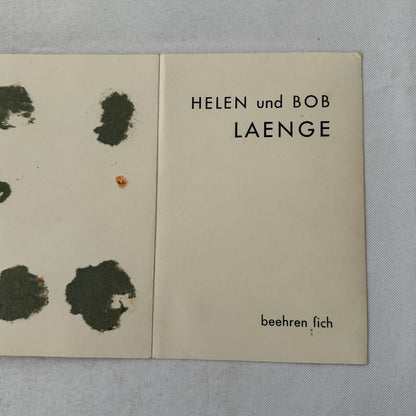 HELEN und BOB
LAENGE
beehren ſich